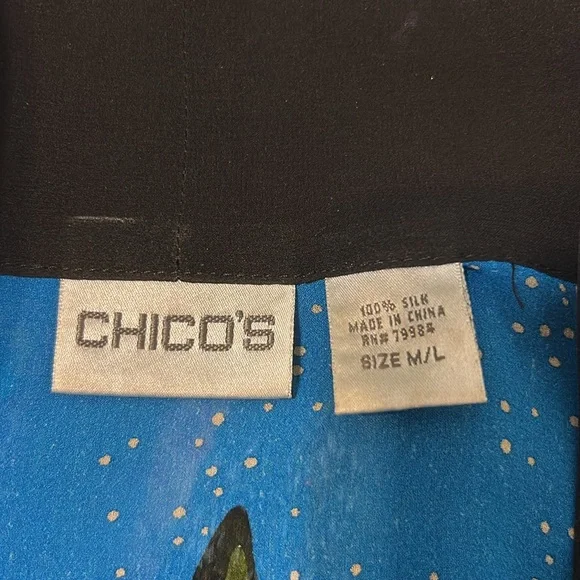 CHICO'S
100% SILK
MADE IN CHINA
RN# 79984
SIZE M/L